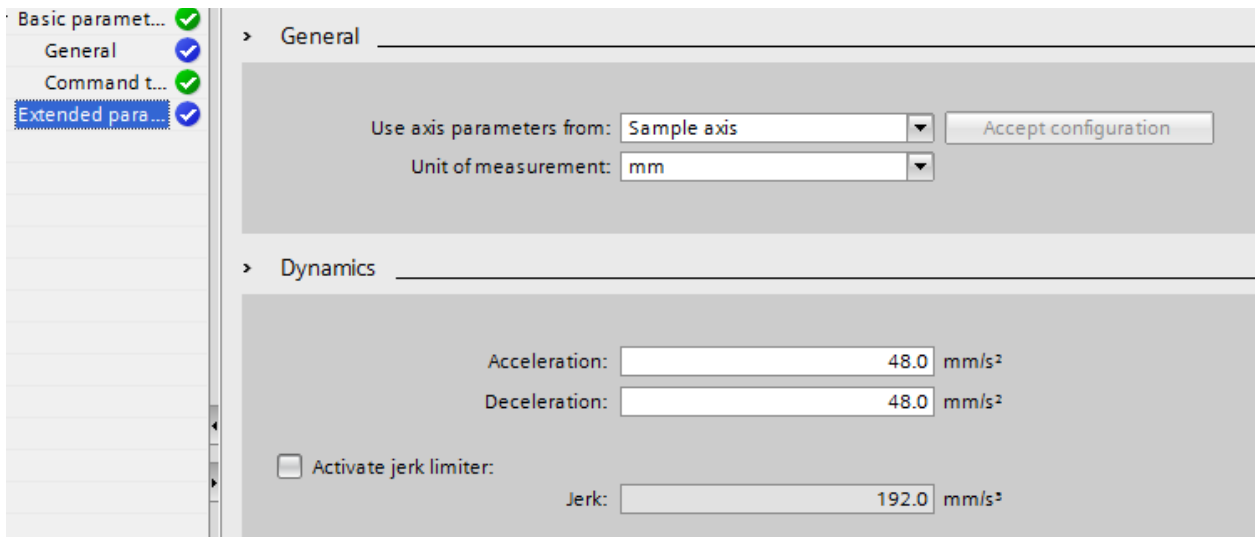 Basic paramet...
General
Command t...
Extended para...
General
Use axis parameters from: Sample axis Accept configuration
Unit of measurement: mm
Dynamics
Acceleration: 48.0 mm/s²
Deceleration: 48.0 mm/s²
Activate jerk limiter:
Jerk: 192.0 mm/s³